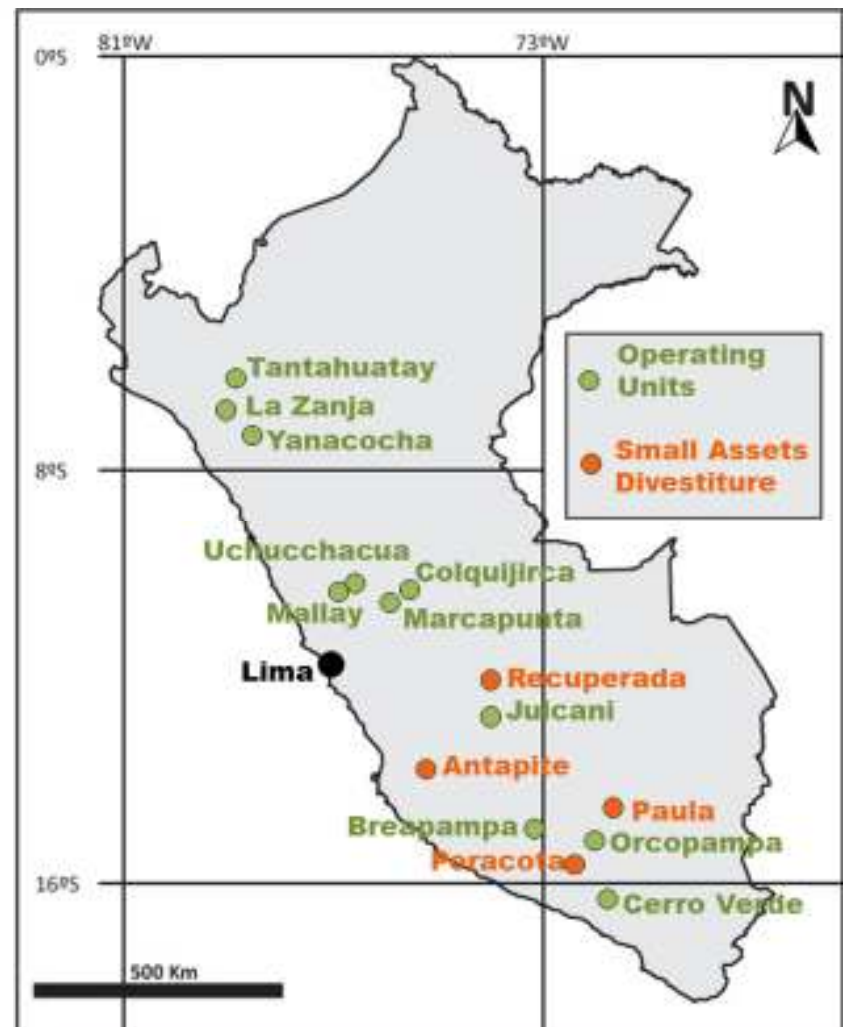 81ºW
73ºW
0ºS
N
Tantahuatay
La Zanja
Yanacocha
Operating
Units
Small Assets
Divestiture
8ºS
Uchucchacua
Colquijirca
Mallay
Marcapunta
Lima
Recuperada
Julcani
Antapite
Paula
Breapampa
Orcopampa
Poracota
16ºS
Cerro Verde
500 Km